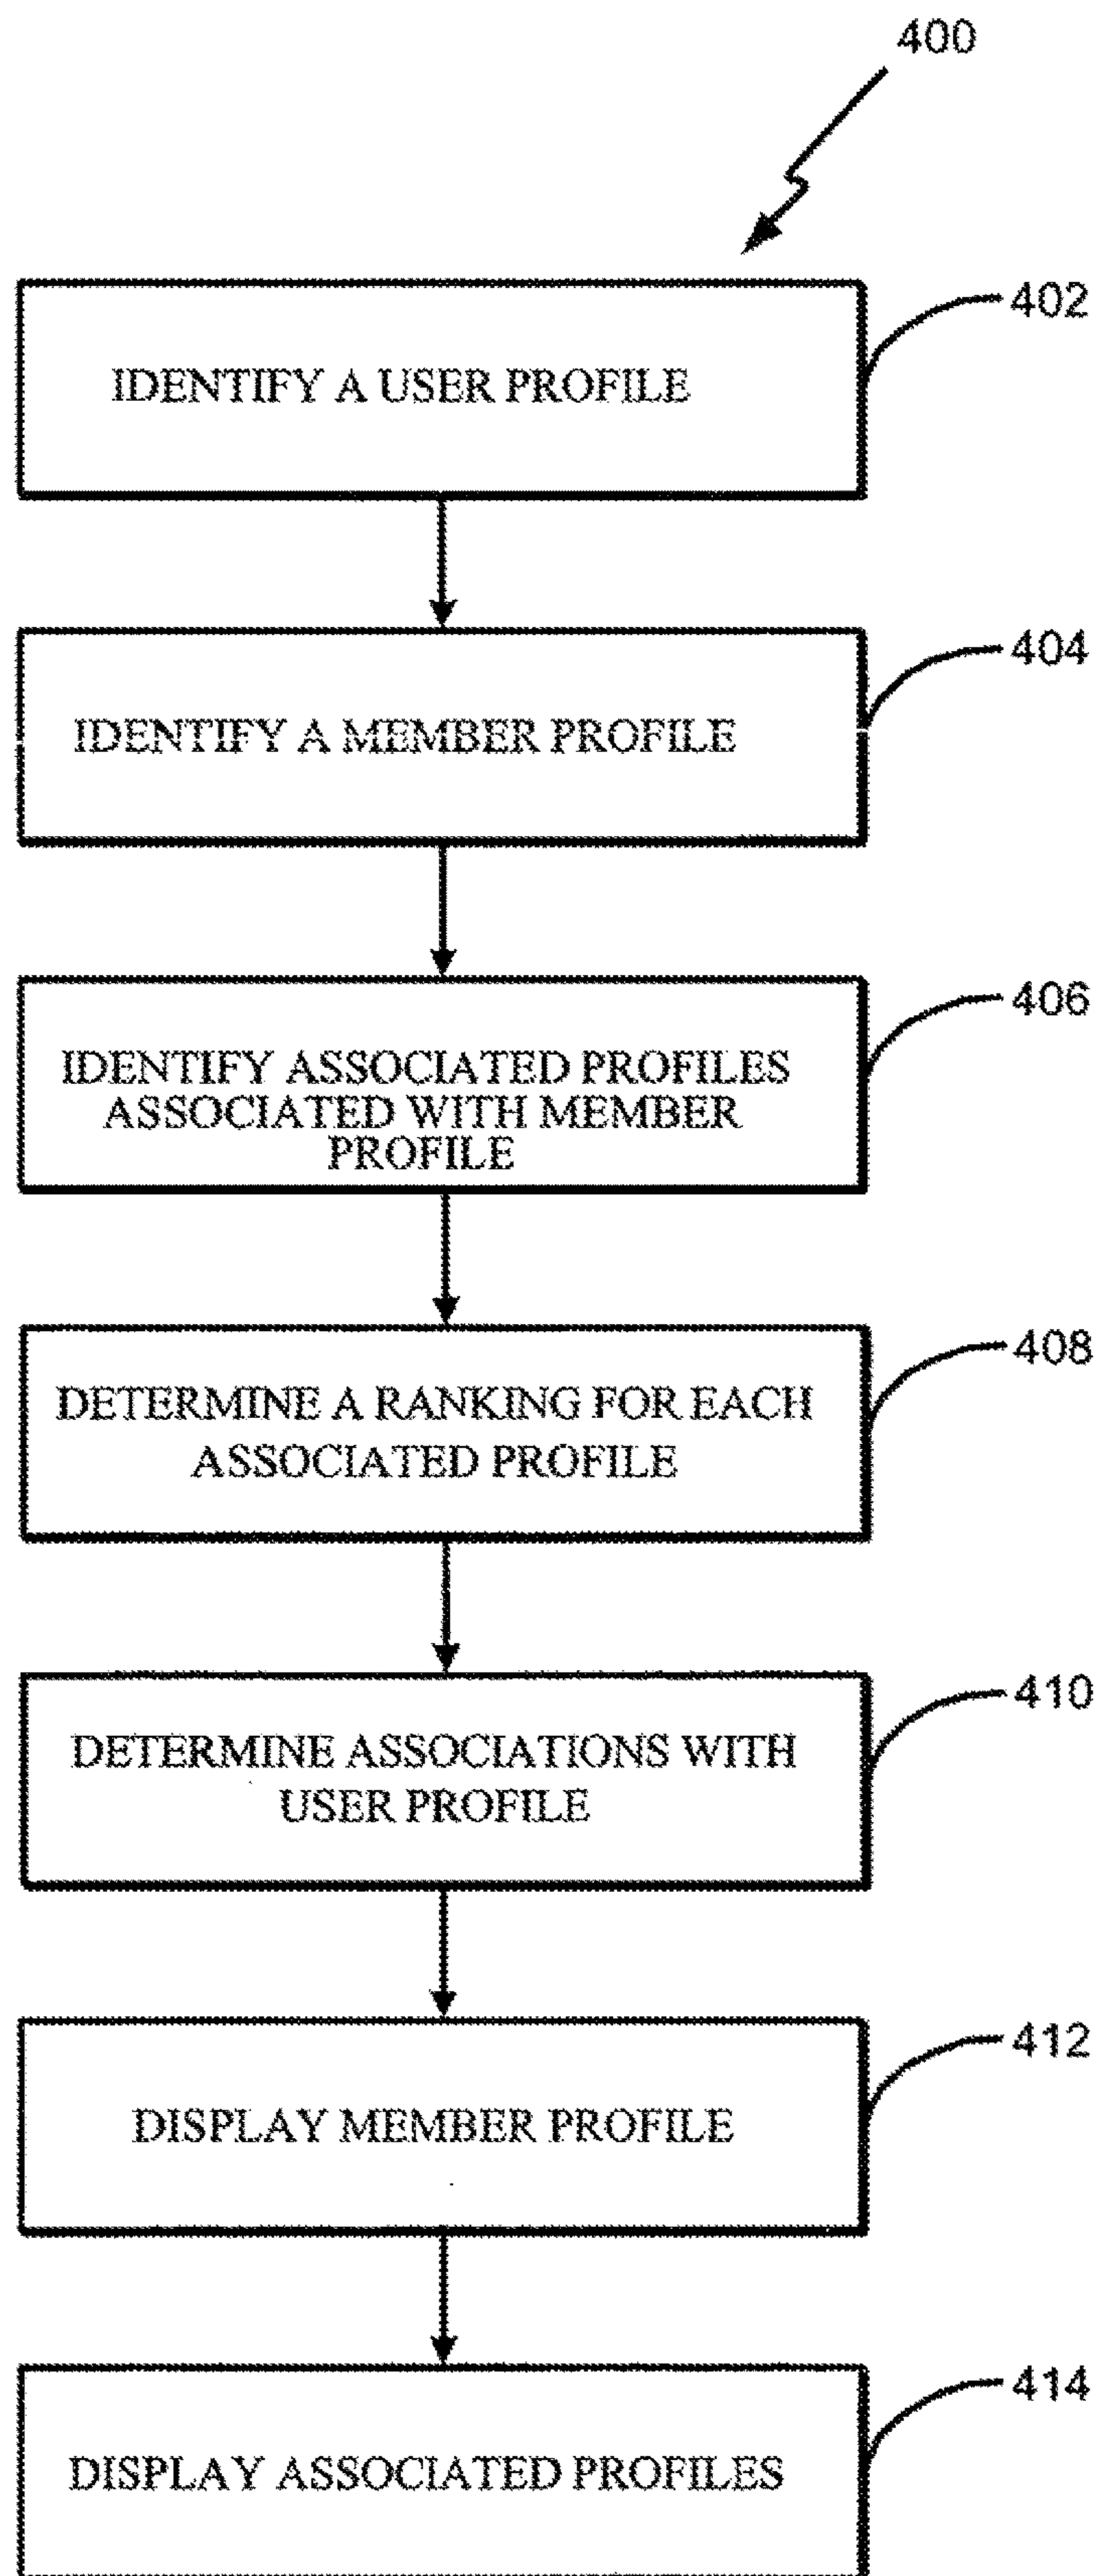 400
402
IDENTIFY A USER PROFILE
404
IDENTIFY A MEMBER PROFILE
406
IDENTIFY ASSOCIATED PROFILES
ASSOCIATED WITH MEMBER
PROFILE
408
DETERMINE A RANKING FOR EACH
ASSOCIATED PROFILE
410
DETERMINE ASSOCIATIONS WITH
USER PROFILE
412
DISPLAY MEMBER PROFILE
414
DISPLAY ASSOCIATED PROFILES